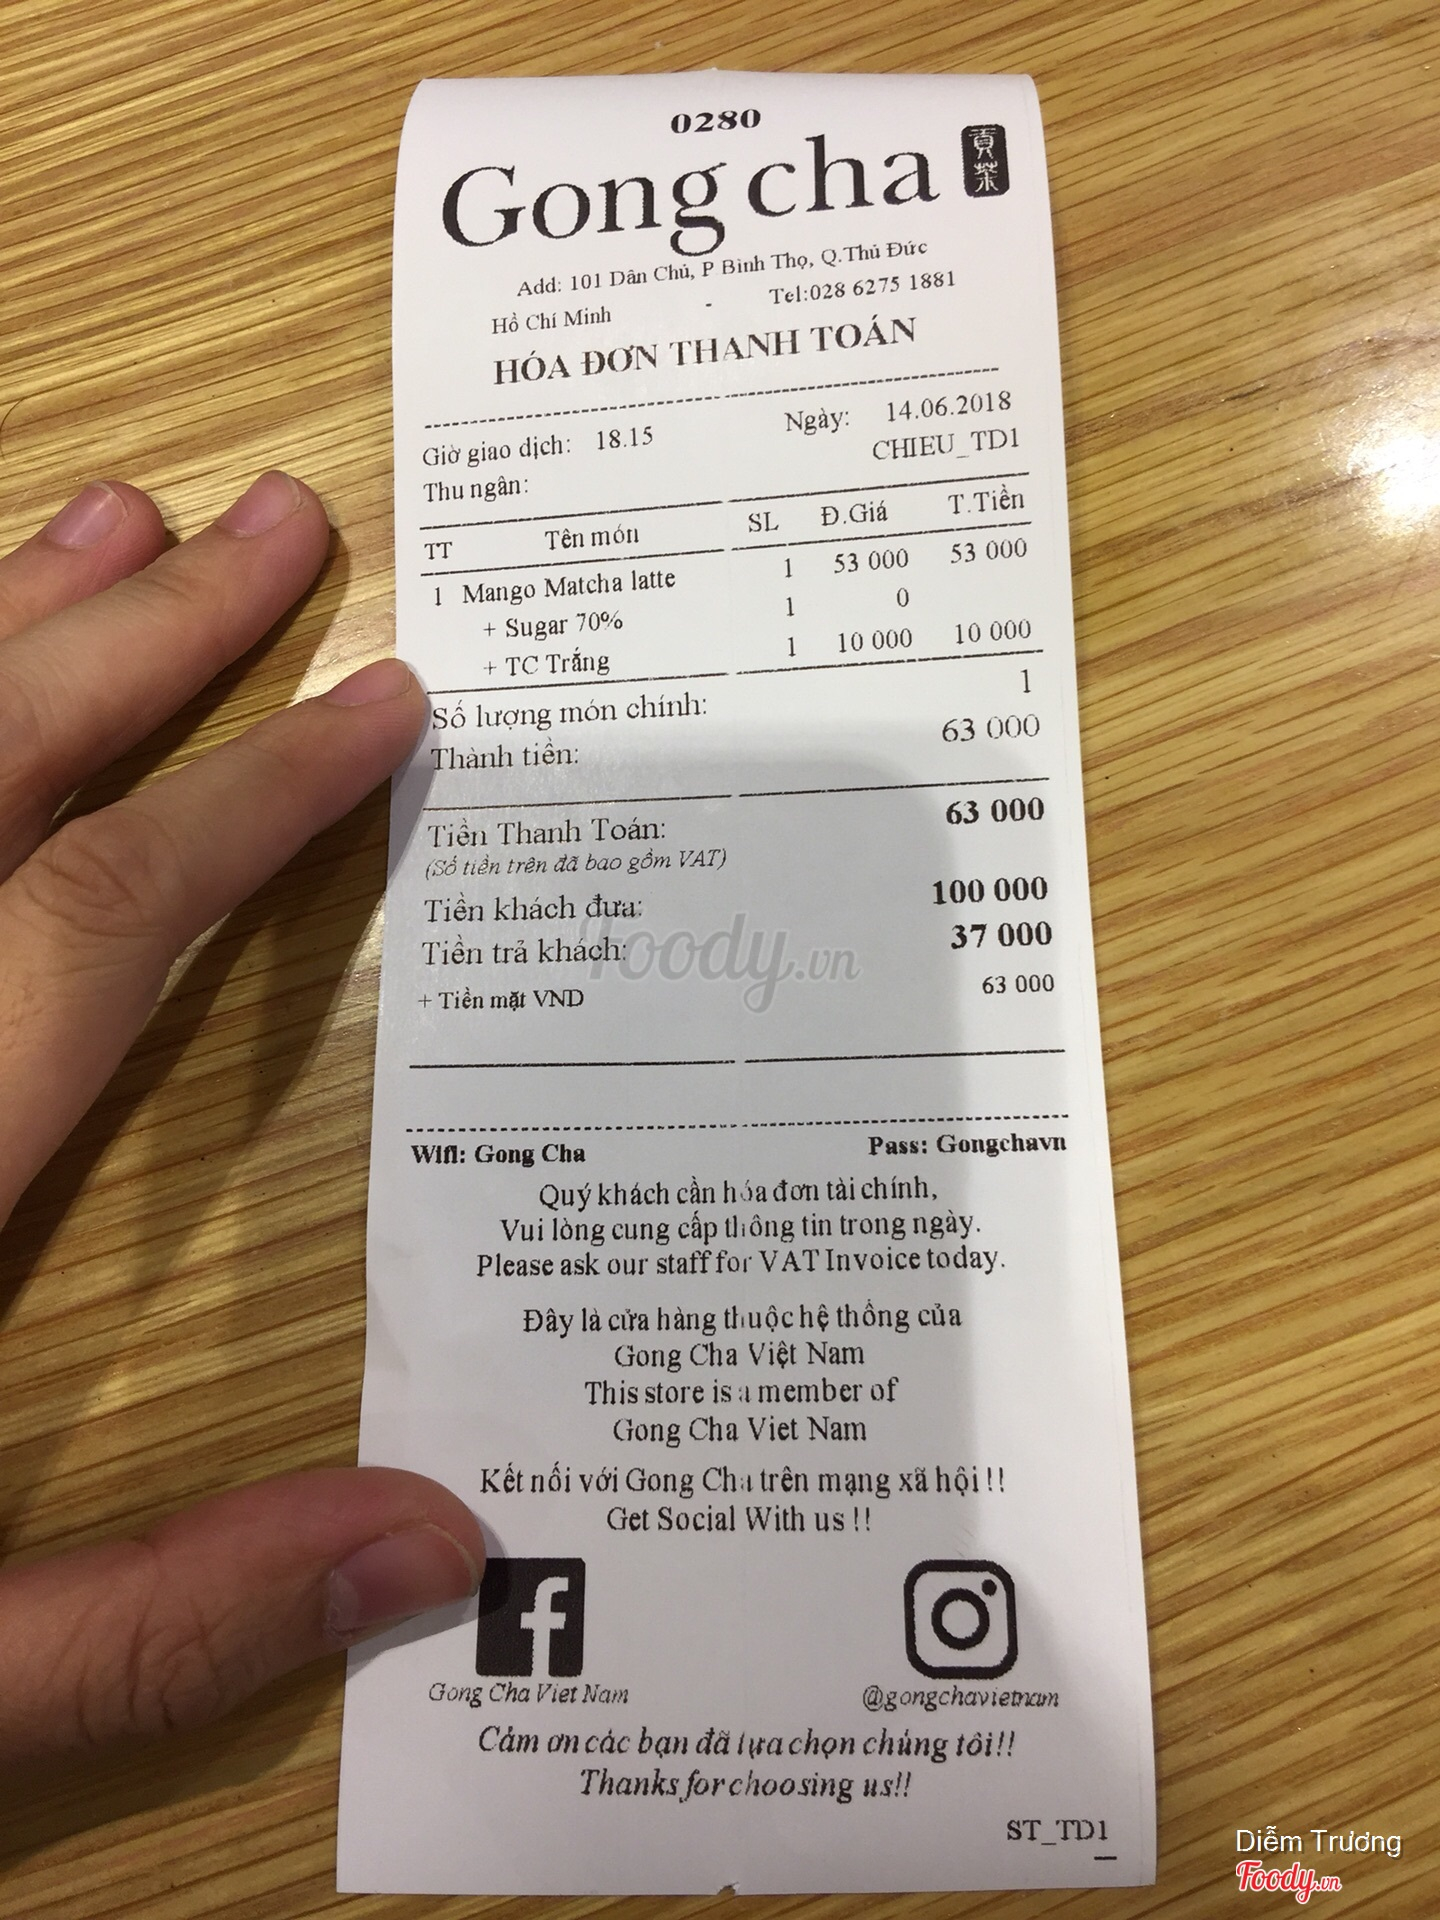 0280
Gong cha 貢茶
Add: 101 Dân Chủ, P Bình Thọ, Q.Thủ Đức
Hồ Chí Minh - Tel:028 6275 1881
HÓA ĐƠN THANH TOÁN
Giờ giao dịch: 18.15 Ngày: 14.06.2018
Thu ngân: CHIEU_TD1
TT Tên món SL Đ.Giá T.Tiền
1 Mango Matcha latte 1 53 000 53 000
+ Sugar 70% 1 0
+ TC Trắng 1 10 000 10 000
Số lượng món chính: 1
Thành tiền: 63 000
Tiền Thanh Toán: 63 000
(Số tiền trên đã bao gồm VAT)
Tiền khách đưa: 100 000
Tiền trả khách: 37 000
+ Tiền mặt VND 63 000
Foody.vn
Wifi: Gong Cha Pass: Gongchavn
Quý khách cần hóa đơn tài chính,
Vui lòng cung cấp thông tin trong ngày.
Please ask our staff for VAT Invoice today.
Đây là cửa hàng thuộc hệ thống của
Gong Cha Việt Nam
This store is a member of
Gong Cha Viet Nam
Kết nối với Gong Cha trên mạng xã hội !!
Get Social With us !!
Gong Cha Viet Nam @gongchavietnam
Cảm ơn các bạn đã lựa chọn chúng tôi!!
Thanks for choosing us!!
ST_TD1
Diễm Trương
Foody.vn